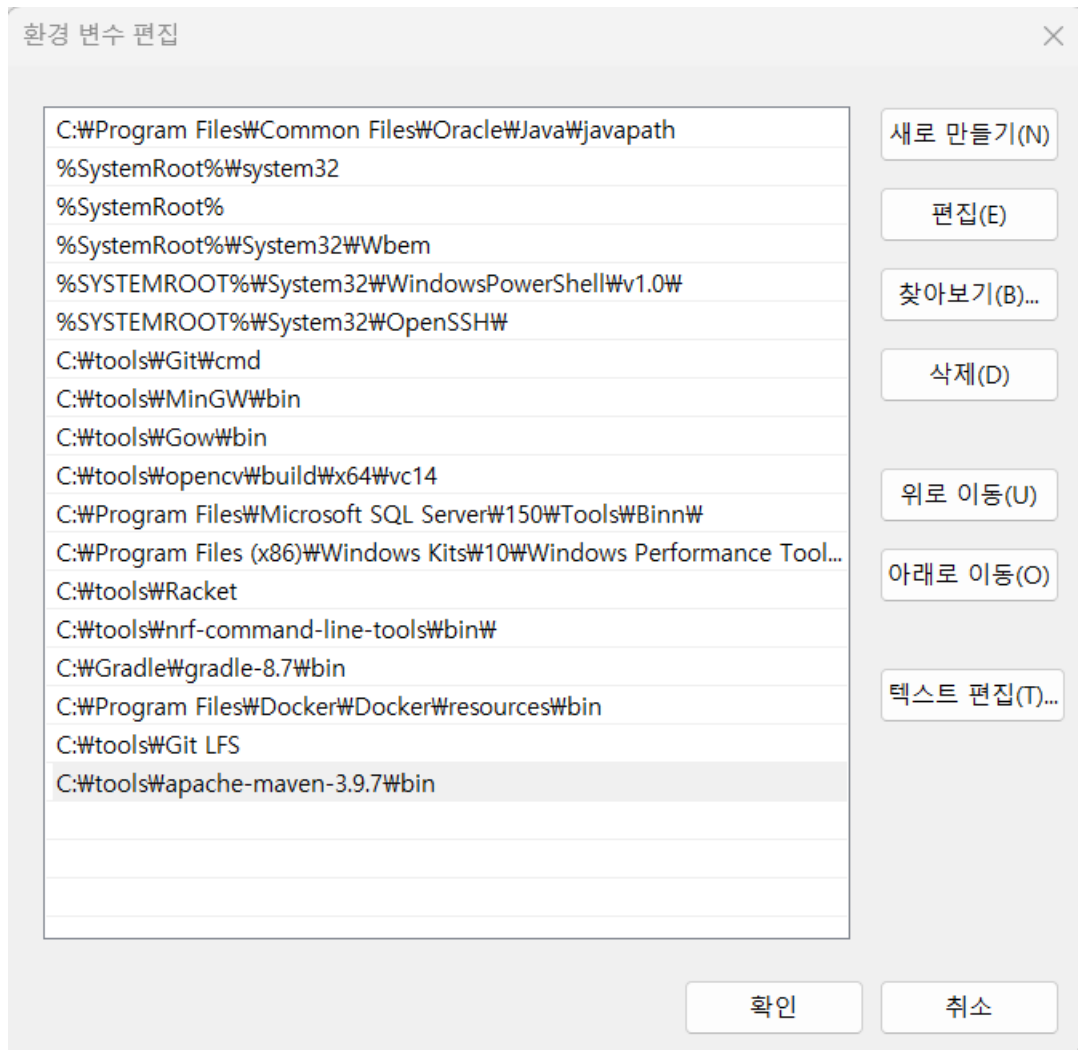 환경 변수 편집
C:₩Program Files₩Common Files₩Oracle₩Java₩javapath
%SystemRoot%₩system32
%SystemRoot%
%SystemRoot%₩System32₩Wbem
%SYSTEMROOT%₩System32₩WindowsPowerShell₩v1.0₩
%SYSTEMROOT%₩System32₩OpenSSH₩
C:₩tools₩Git₩cmd
C:₩tools₩MinGW₩bin
C:₩tools₩Gow₩bin
C:₩tools₩opencv₩build₩x64₩vc14
C:₩Program Files₩Microsoft SQL Server₩150₩Tools₩Binn₩
C:₩Program Files (x86)₩Windows Kits₩10₩Windows Performance Tool...
C:₩tools₩Racket
C:₩tools₩nrf-command-line-tools₩bin₩
C:₩Gradle₩gradle-8.7₩bin
C:₩Program Files₩Docker₩Docker₩resources₩bin
C:₩tools₩Git LFS
C:₩tools₩apache-maven-3.9.7₩bin
새로 만들기(N)
편집(E)
찾아보기(B)...
삭제(D)
위로 이동(U)
아래로 이동(O)
텍스트 편집(T)...
확인
취소